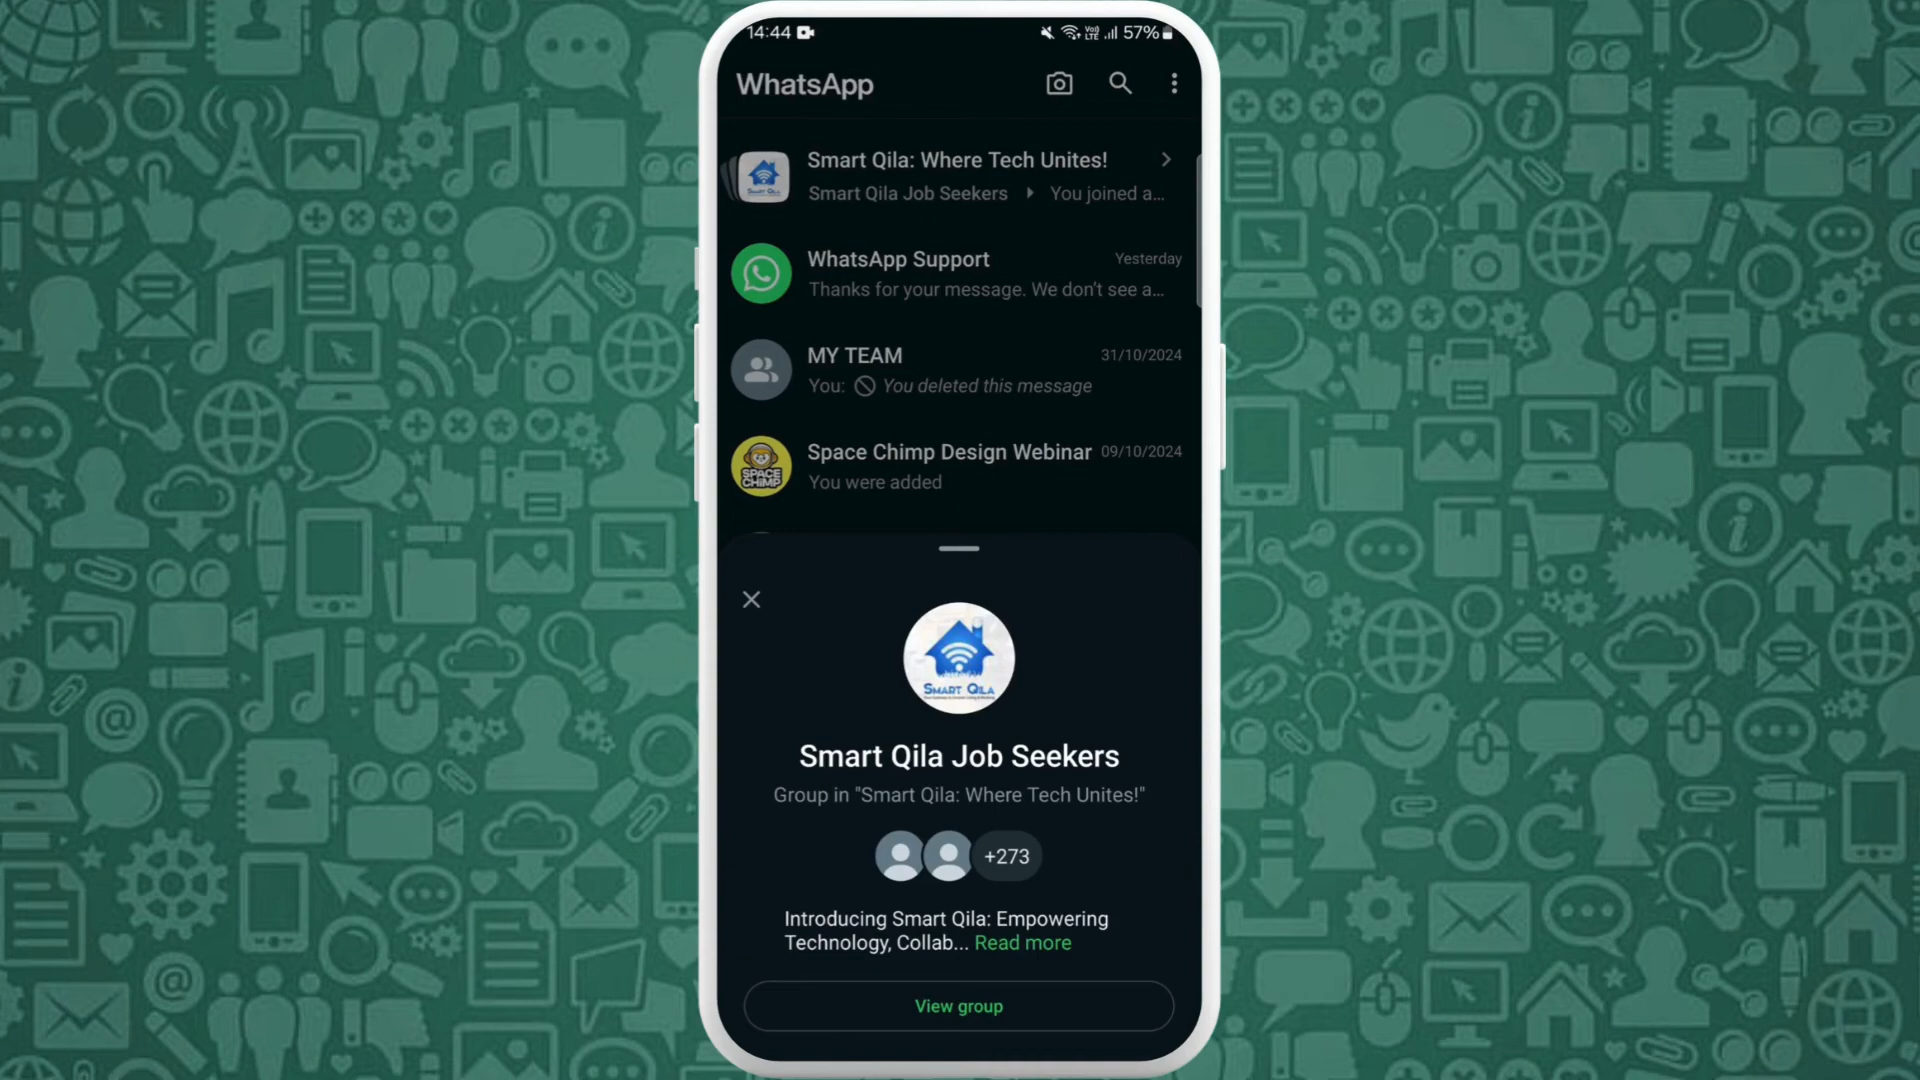 14:44 57%
WhatsApp
Smart Qila: Where Tech Unites!
Smart Qila Job Seekers You joined a...
WhatsApp Support Yesterday
Thanks for your message. We don't see a...
MY TEAM 31/10/2024
You: You deleted this message
Space Chimp Design Webinar 09/10/2024
SPACE
CHIMP
You were added
SMART QILA
Smart Qila Job Seekers
Group in "Smart Qila: Where Tech Unites!"
+273
Introducing Smart Qila: Empowering
Technology, Collab... Read more
View group